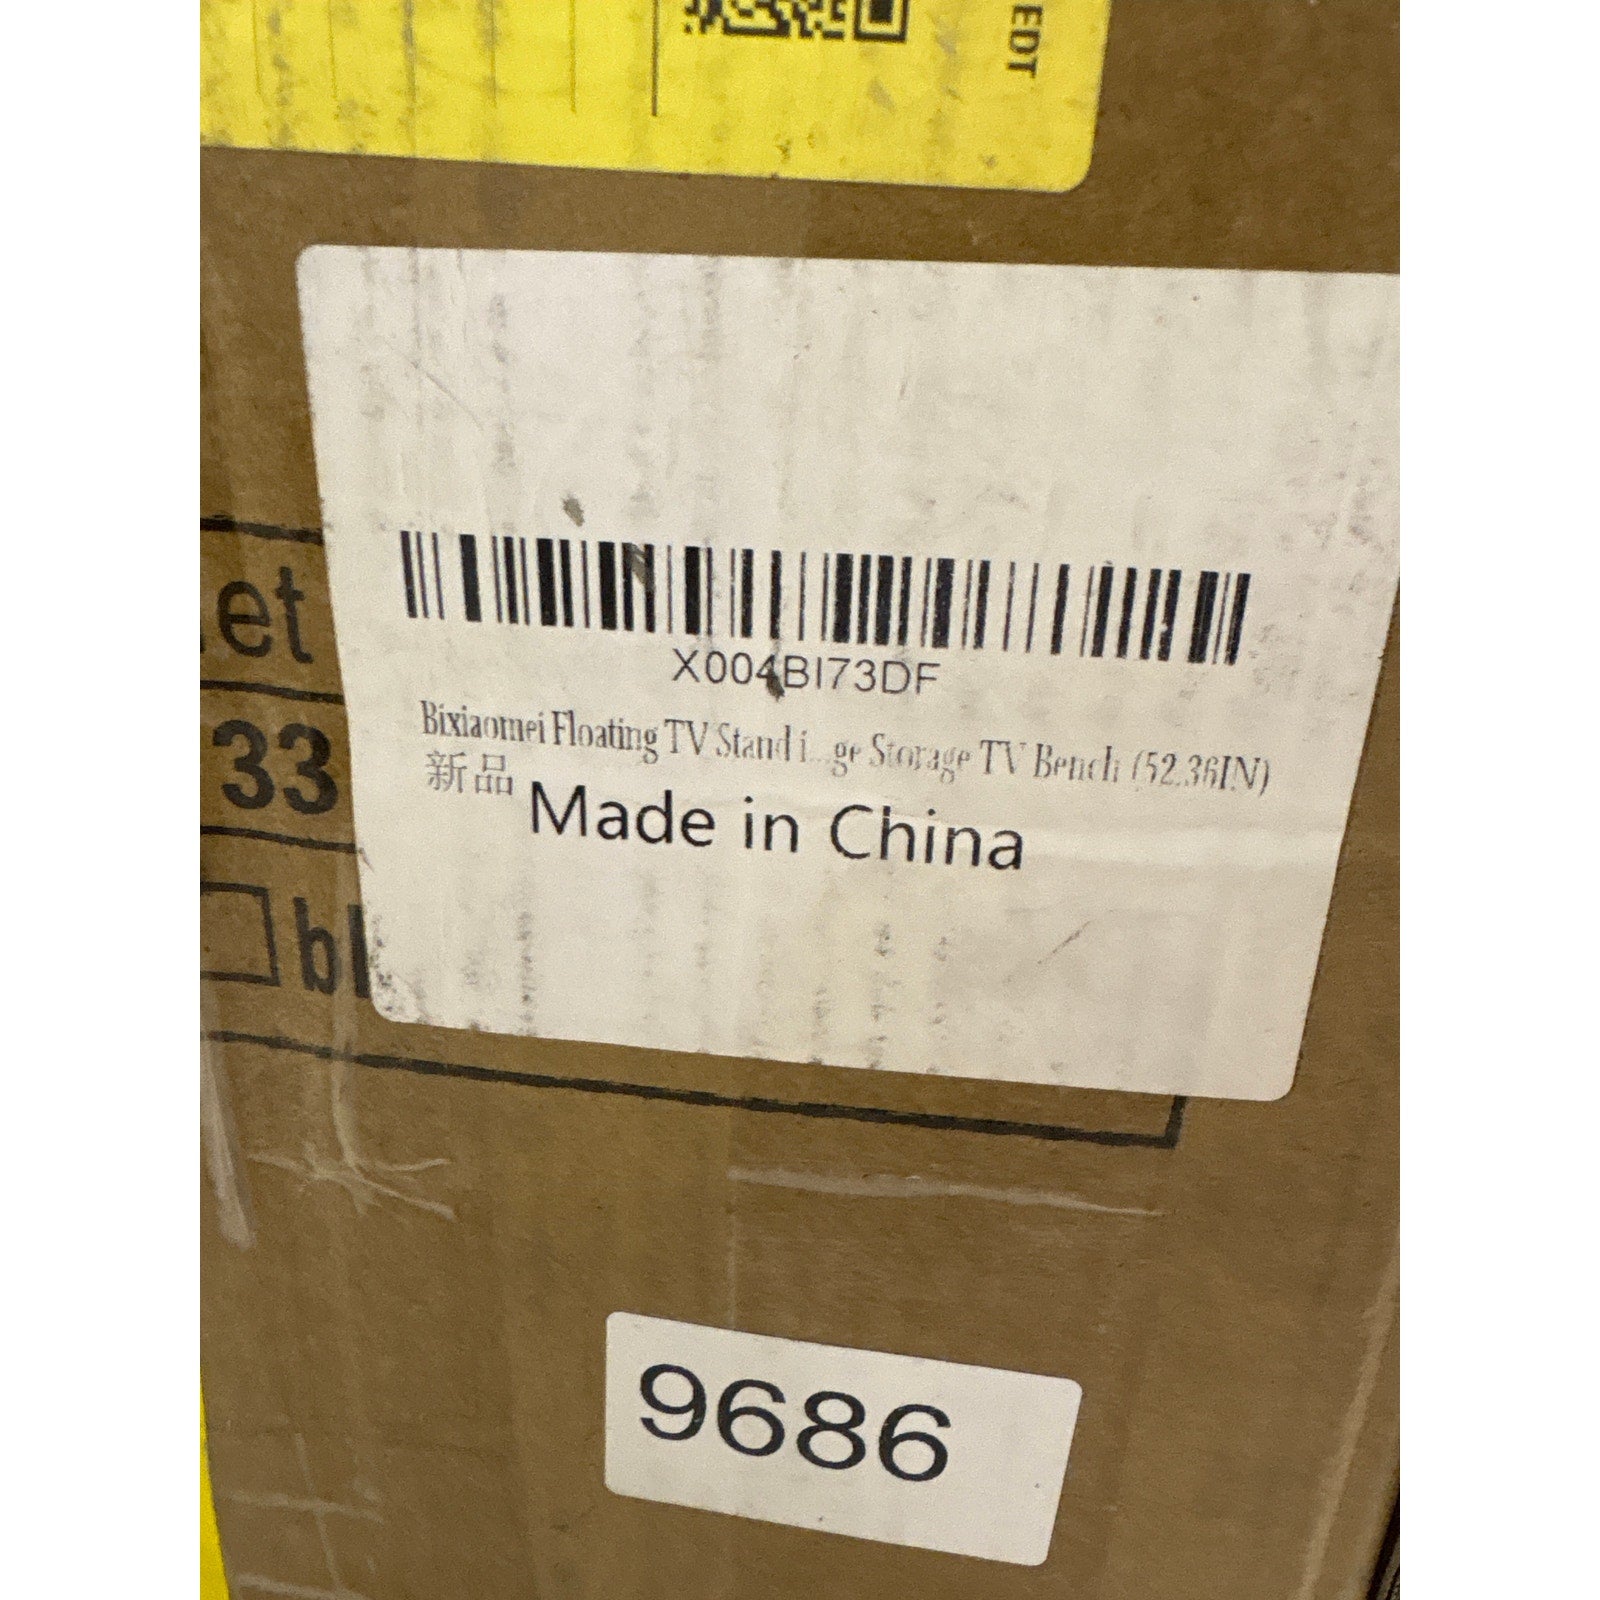 EDT
et
33
bl
X004BI73DF
Bixiaomei Floating TV Stand i...ge Storage TV Bench (52.36IN)
新品
Made in China
9686